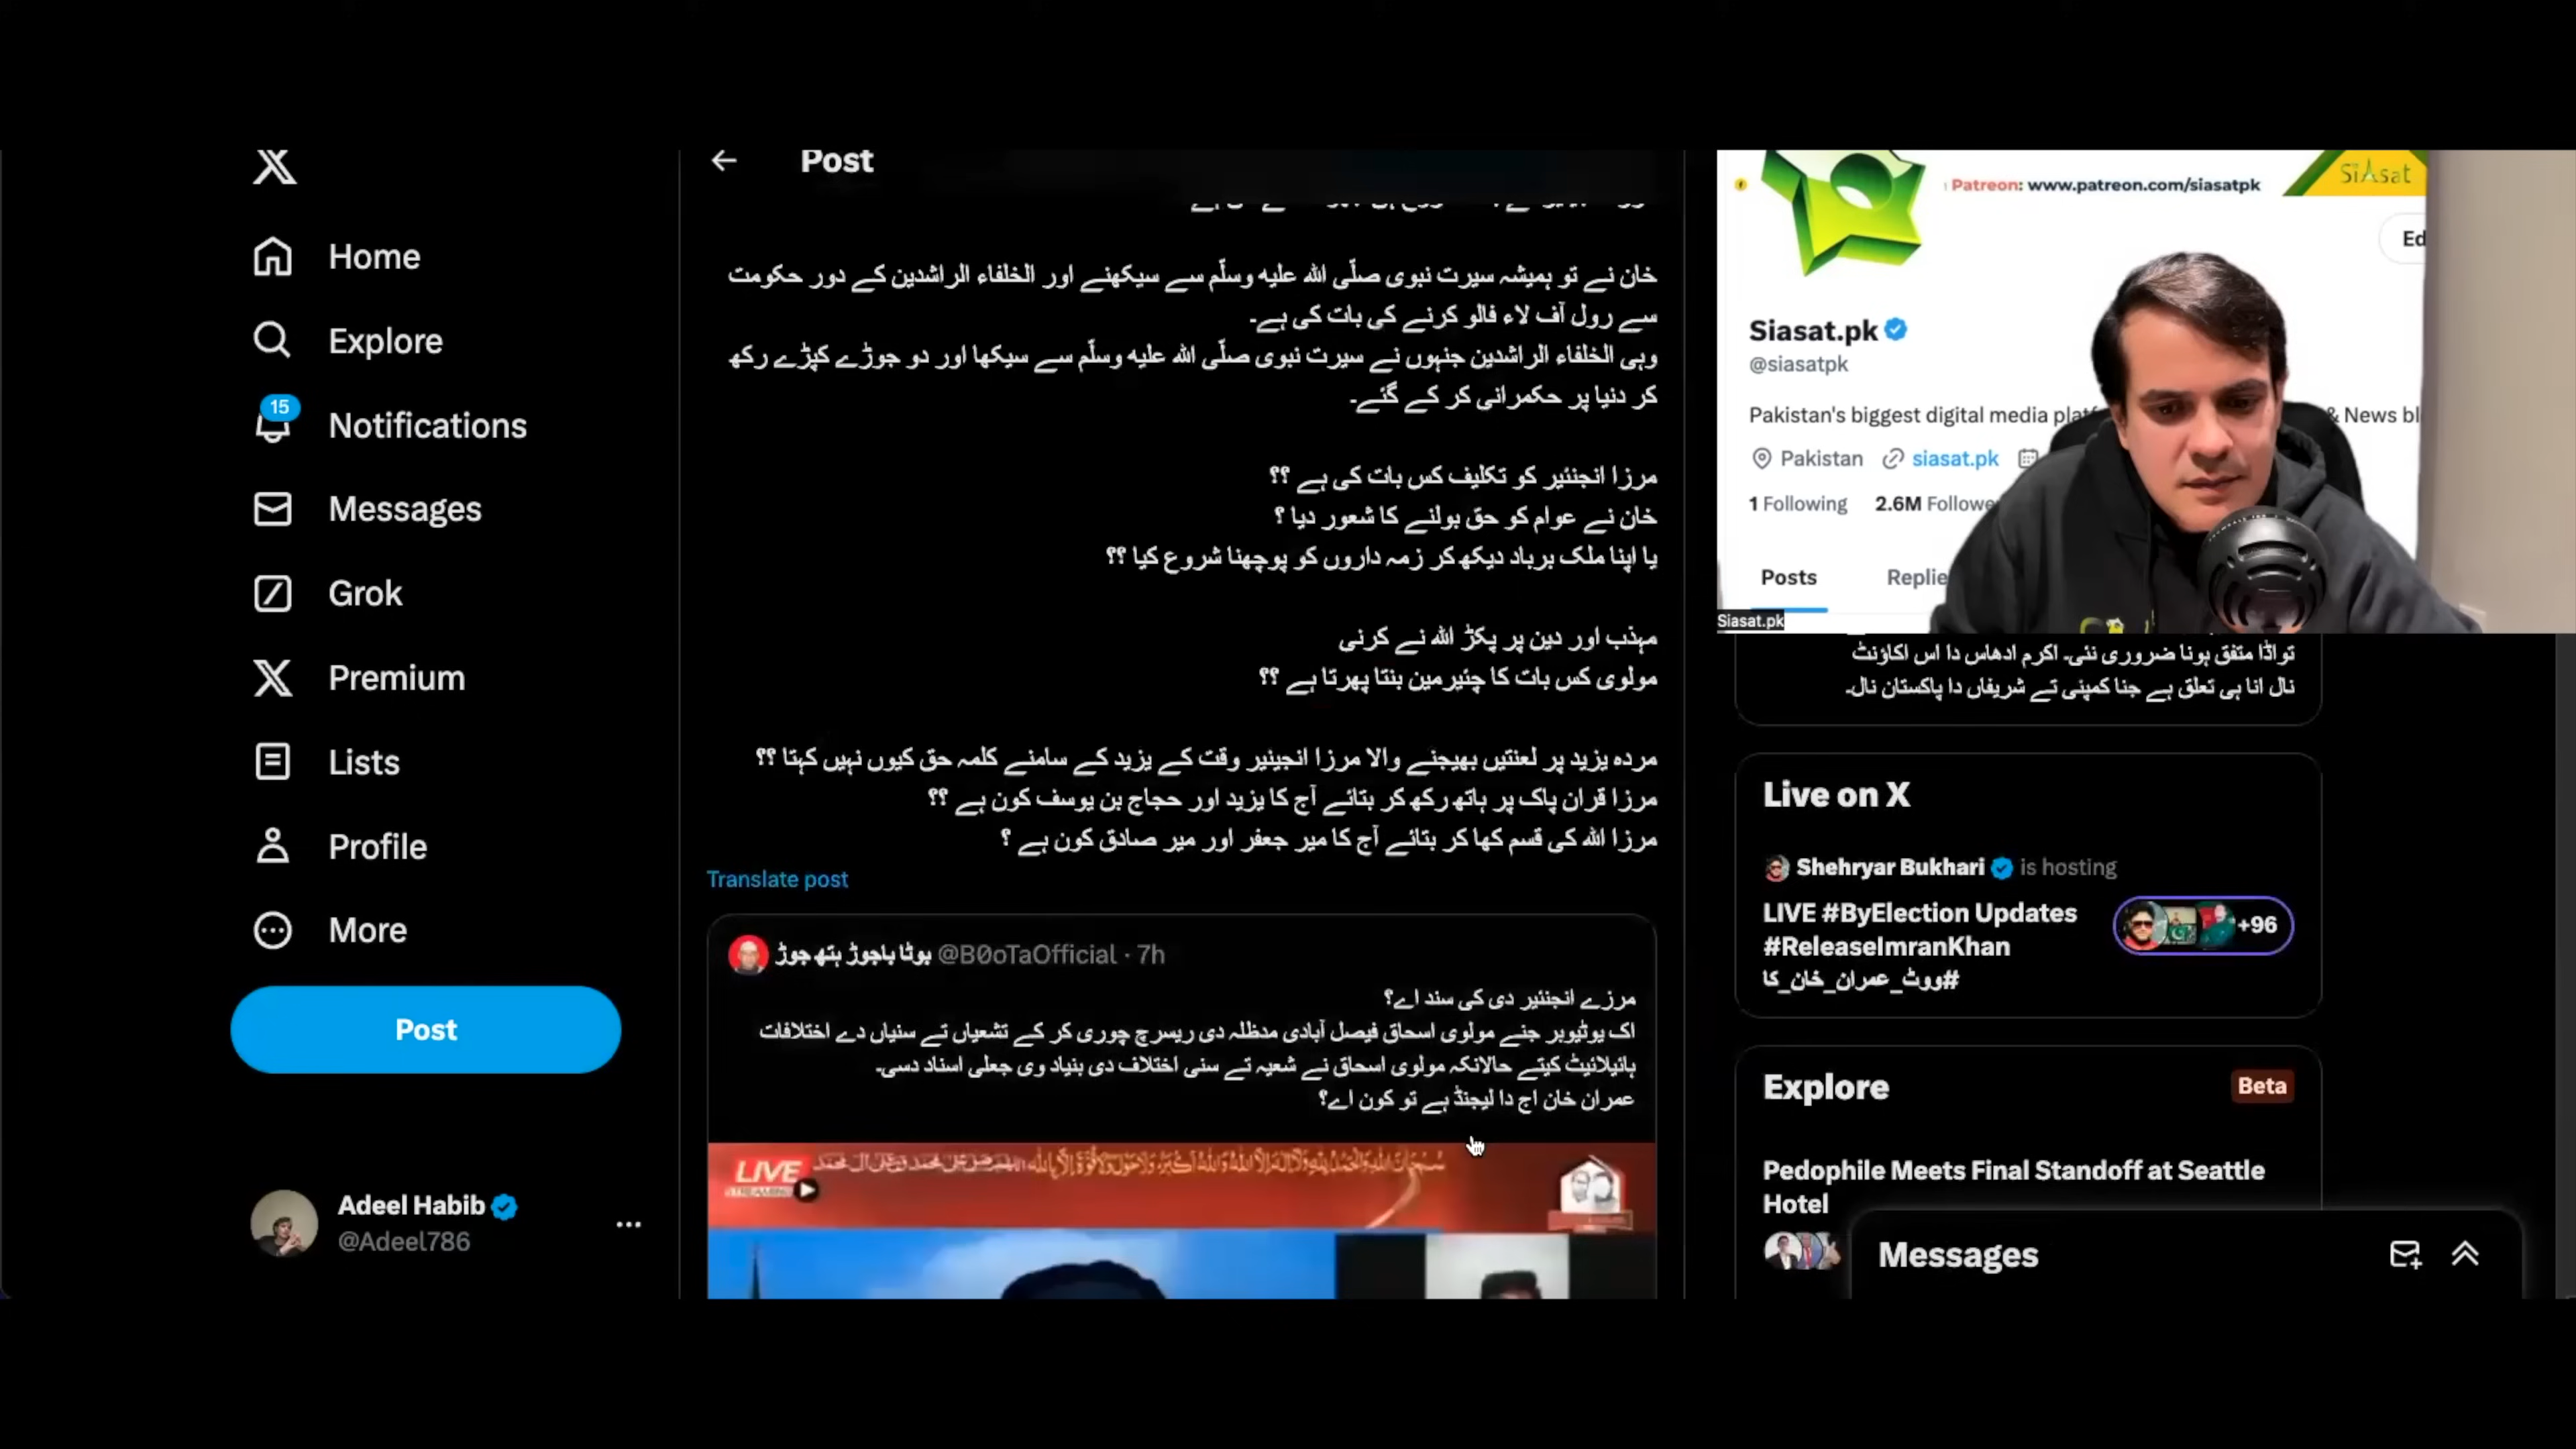 X
Home
Explore
15
Notifications
Messages
Grok
Premium
Lists
Profile
More
Post
Adeel Habib
@Adeel786
Post
خان نے تو ہمیشہ سیرت نبوی صلّی اللہ علیہ وسلّم سے سیکھنے اور الخلفاء الراشدین کے دور حکومت
سے رول آف لاء فالو کرنے کی بات کی ہے۔
وہی الخلفاء الراشدین جنہوں نے سیرت نبوی صلّی اللہ علیہ وسلّم سے سیکھا اور دو جوڑے کپڑے رکھ
کر دنیا پر حکمرانی کر کے گئے۔
مرزا انجنئیر کو تکلیف کس بات کی ہے ؟؟
خان نے عوام کو حق بولنے کا شعور دیا ؟
یا اپنا ملک برباد دیکھ کر زمہ داروں کو پوچھنا شروع کیا ؟؟
مہذب اور دین پر پکڑ اللہ نے کرنی
مولوی کس بات کا چئیرمین بنتا پھرتا ہے ؟؟
مردہ یزید پر لعنتیں بھیجنے والا مرزا انجینیر وقت کے یزید کے سامنے کلمہ حق کیوں نہیں کہتا ؟؟
مرزا قران پاک پر ہاتھ رکھ کر بتائے آج کا یزید اور حجاج بن یوسف کون ہے ؟؟
مرزا اللہ کی قسم کھا کر بتائے آج کا میر جعفر اور میر صادق کون ہے ؟
Translate post
بوٹا باجوڑ ہتھ جوڑ @B0oTaOfficial · 7h
مرزے انجنئیر دی کی سند اے؟
اک یوٹیوبر جنے مولوی اسحاق فیصل آبادی مدظلہ دی ریسرچ چوری کر کے تشعیاں تے سنیاں دے اختلافات
ہائیلائیٹ کیتے حالانکہ مولوی اسحاق نے شعیہ تے سنی اختلاف دی بنیاد وی جعلی اسناد دسی۔
عمران خان اج دا لیجنڈ ہے تو کون اے؟
LIVE
STREAMING
Patreon: www.patreon.com/siasatpk
SiAsat
Ed
Siasat.pk
@siasatpk
Pakistan's biggest digital media & News bl
Pakistan siasat.pk
1 Following 2.6M
Posts
Siasat.pk
تواڈا متفق ہونا ضروری نئی۔ اکرم ادھاس دا اس اکاؤنٹ
نال انا ہی تعلق ہے جنا کمپنی تے شریفاں دا پاکستان نال۔
Live on X
Shehryar Bukhari is hosting
LIVE #ByElection Updates
#ReleaseImranKhan
#ووٹ_عمران_خان_کا
+96
Explore
Beta
Pedophile Meets Final Standoff at Seattle
Hotel
Messages